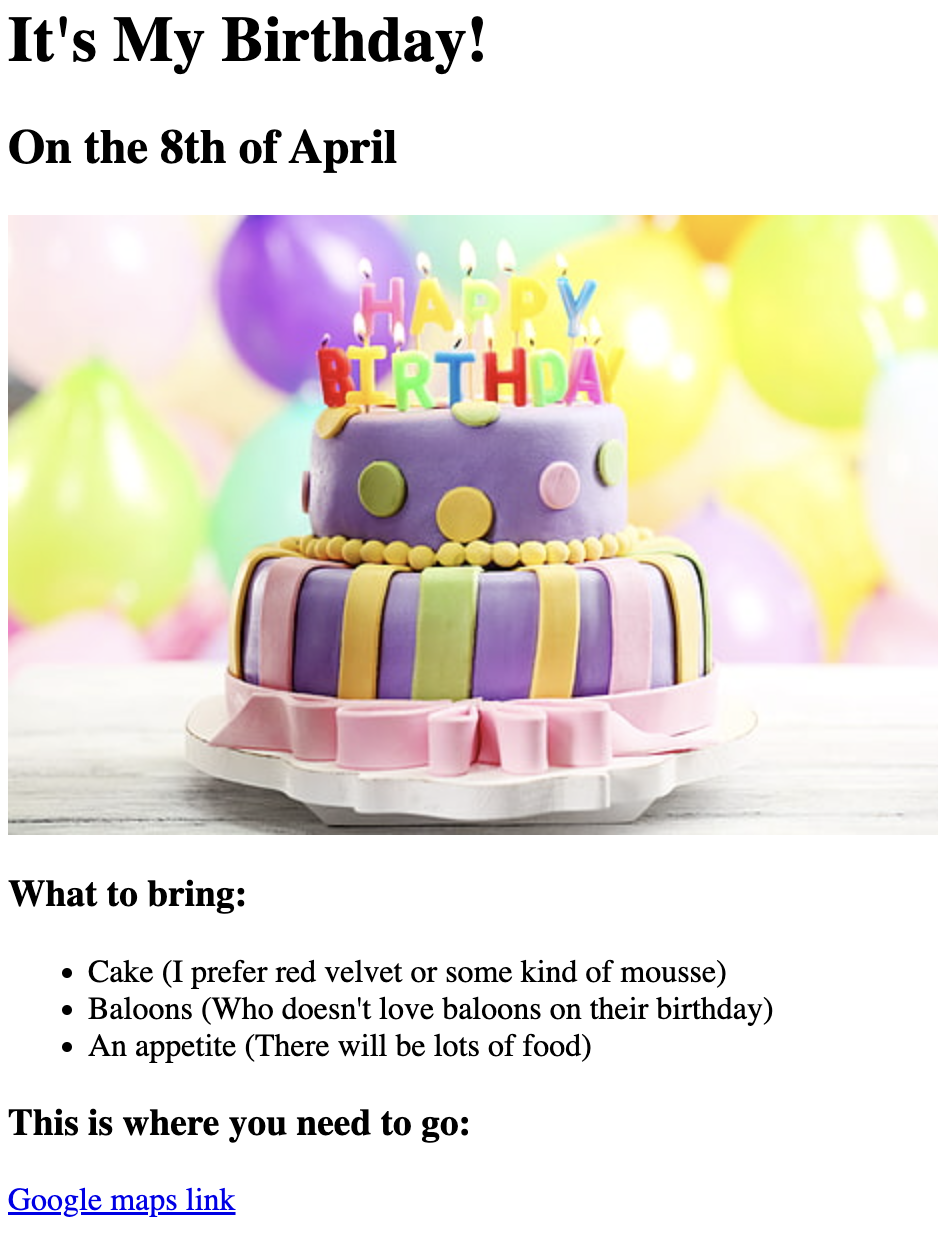 It's My Birthday!
On the 8th of April
HAPPY
BIRTHDAY
What to bring:
Cake (I prefer red velvet or some kind of mousse)
Baloons (Who doesn't love baloons on their birthday)
An appetite (There will be lots of food)
This is where you need to go:
Google maps link